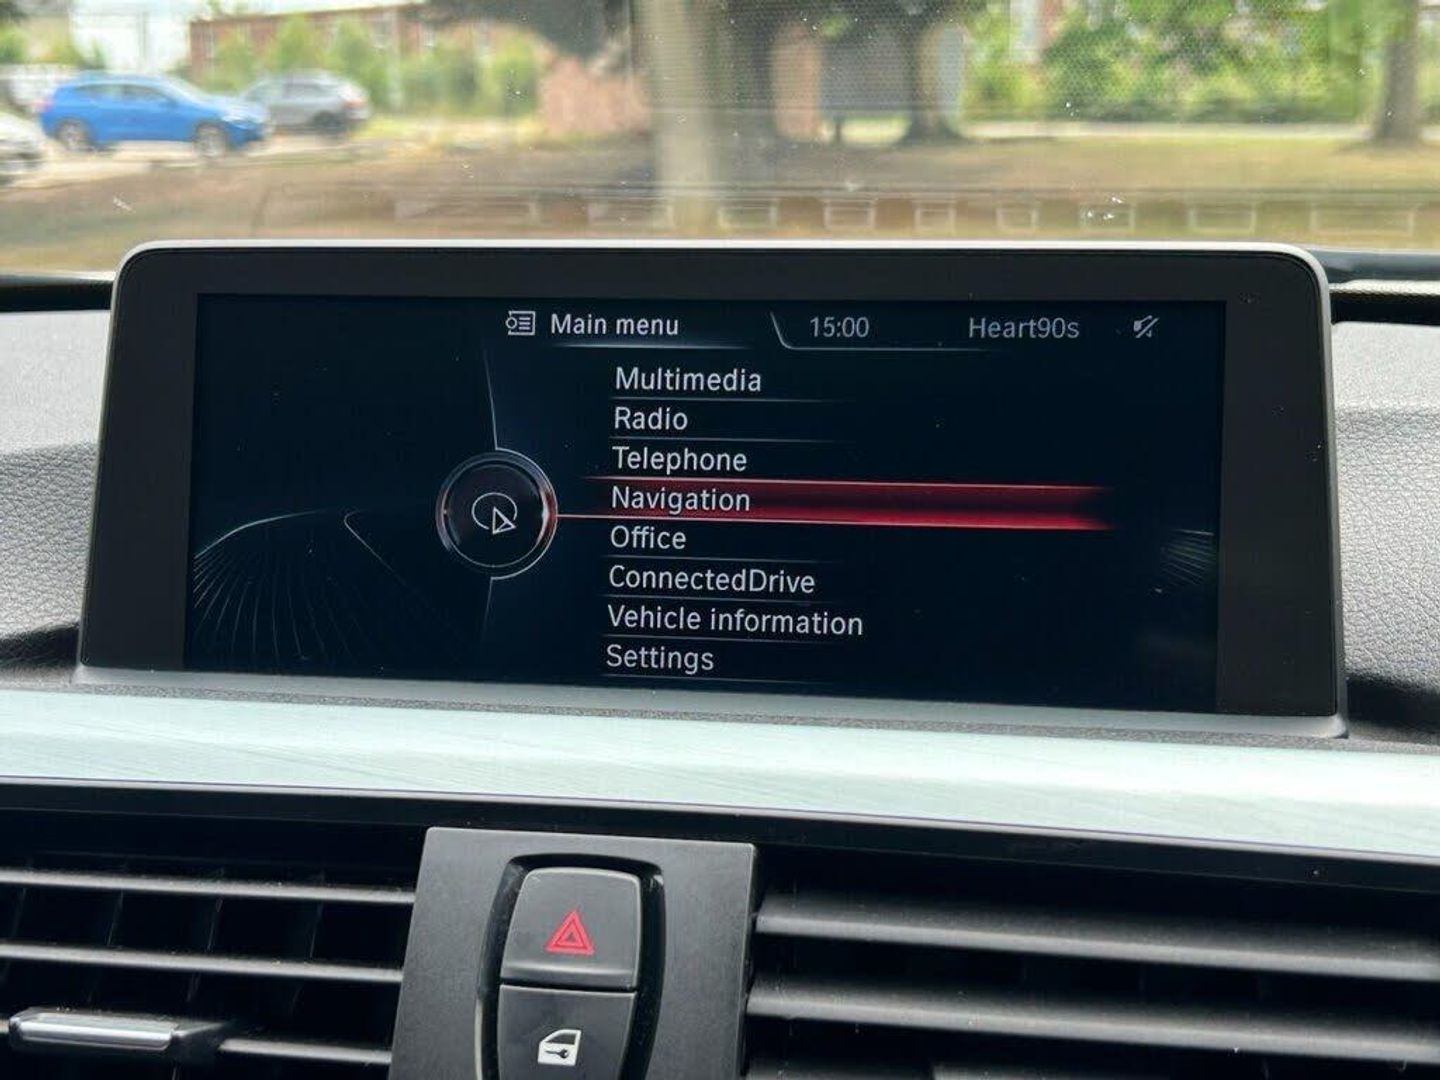 Main menu 15:00 Heart90s
Multimedia
Radio
Telephone
Navigation
Office
ConnectedDrive
Vehicle information
Settings